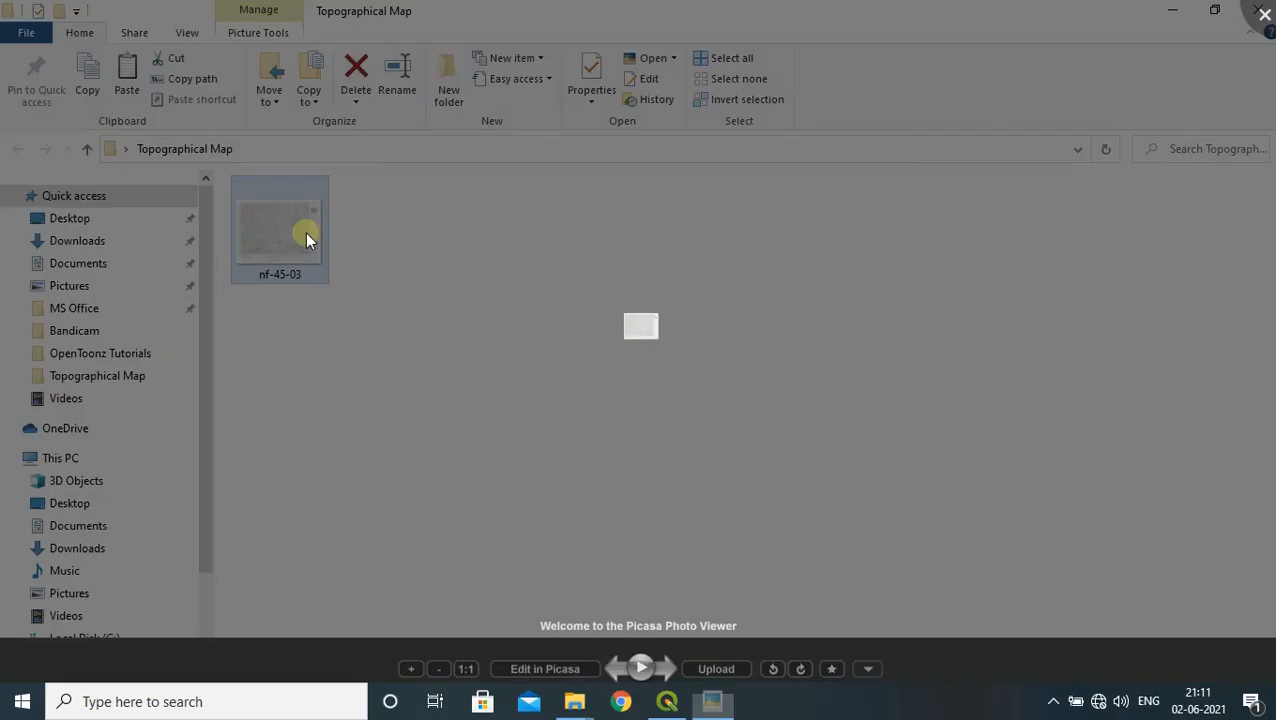 Manage
Topographical Map
File
Home
Share
View
Picture Tools
Pin to Quick
access
Copy
Paste
Cut
Copy path
Paste shortcut
Clipboard
Move
to
Copy
to
Delete
Rename
Organize
New
folder
New item
Easy access
New
Properties
Open
Edit
History
Open
Select all
Select none
Invert selection
Select
Topographical Map
Search Topograph...
Quick access
Desktop
Downloads
Documents
Pictures
MS Office
Bandicam
OpenToonz Tutorials
Topographical Map
Videos
OneDrive
This PC
3D Objects
Desktop
Documents
Downloads
Music
Pictures
Videos
Local Disk (C:)
nf-45-03
Welcome to the Picasa Photo Viewer
+
-
1:1
Edit in Picasa
Upload
Type here to search
ENG
21:11
02-06-2021
1